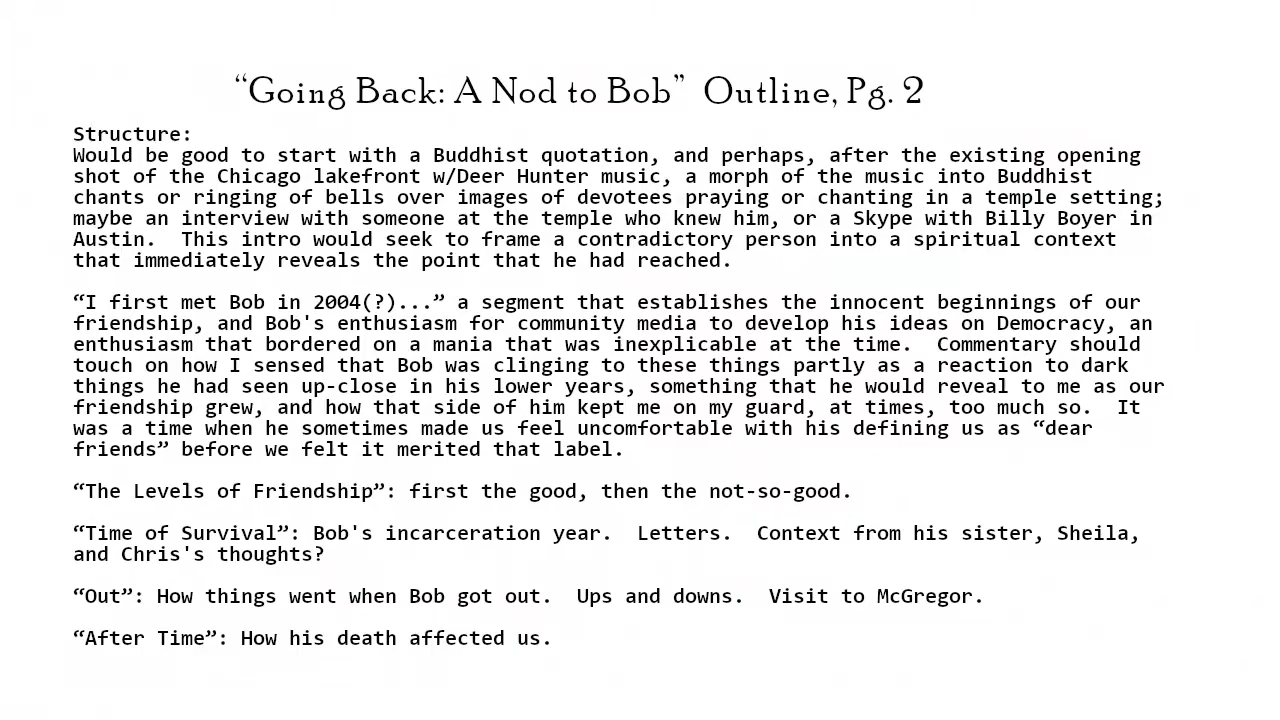 “Going Back: A Nod to Bob” Outline, Pg. 2
Structure:
Would be good to start with a Buddhist quotation, and perhaps, after the existing opening
shot of the Chicago lakefront w/Deer Hunter music, a morph of the music into Buddhist
chants or ringing of bells over images of devotees praying or chanting in a temple setting;
maybe an interview with someone at the temple who knew him, or a Skype with Billy Boyer in
Austin.  This intro would seek to frame a contradictory person into a spiritual context
that immediately reveals the point that he had reached.
“I first met Bob in 2004(?)...” a segment that establishes the innocent beginnings of our
friendship, and Bob's enthusiasm for community media to develop his ideas on Democracy, an
enthusiasm that bordered on a mania that was inexplicable at the time.  Commentary should
touch on how I sensed that Bob was clinging to these things partly as a reaction to dark
things he had seen up-close in his lower years, something that he would reveal to me as our
friendship grew, and how that side of him kept me on my guard, at times, too much so.  It
was a time when he sometimes made us feel uncomfortable with his defining us as “dear
friends” before we felt it merited that label.
“The Levels of Friendship”: first the good, then the not-so-good.
“Time of Survival”: Bob's incarceration year.  Letters.  Context from his sister, Sheila,
and Chris's thoughts?
“Out”: How things went when Bob got out.  Ups and downs.  Visit to McGregor.
“After Time”: How his death affected us.